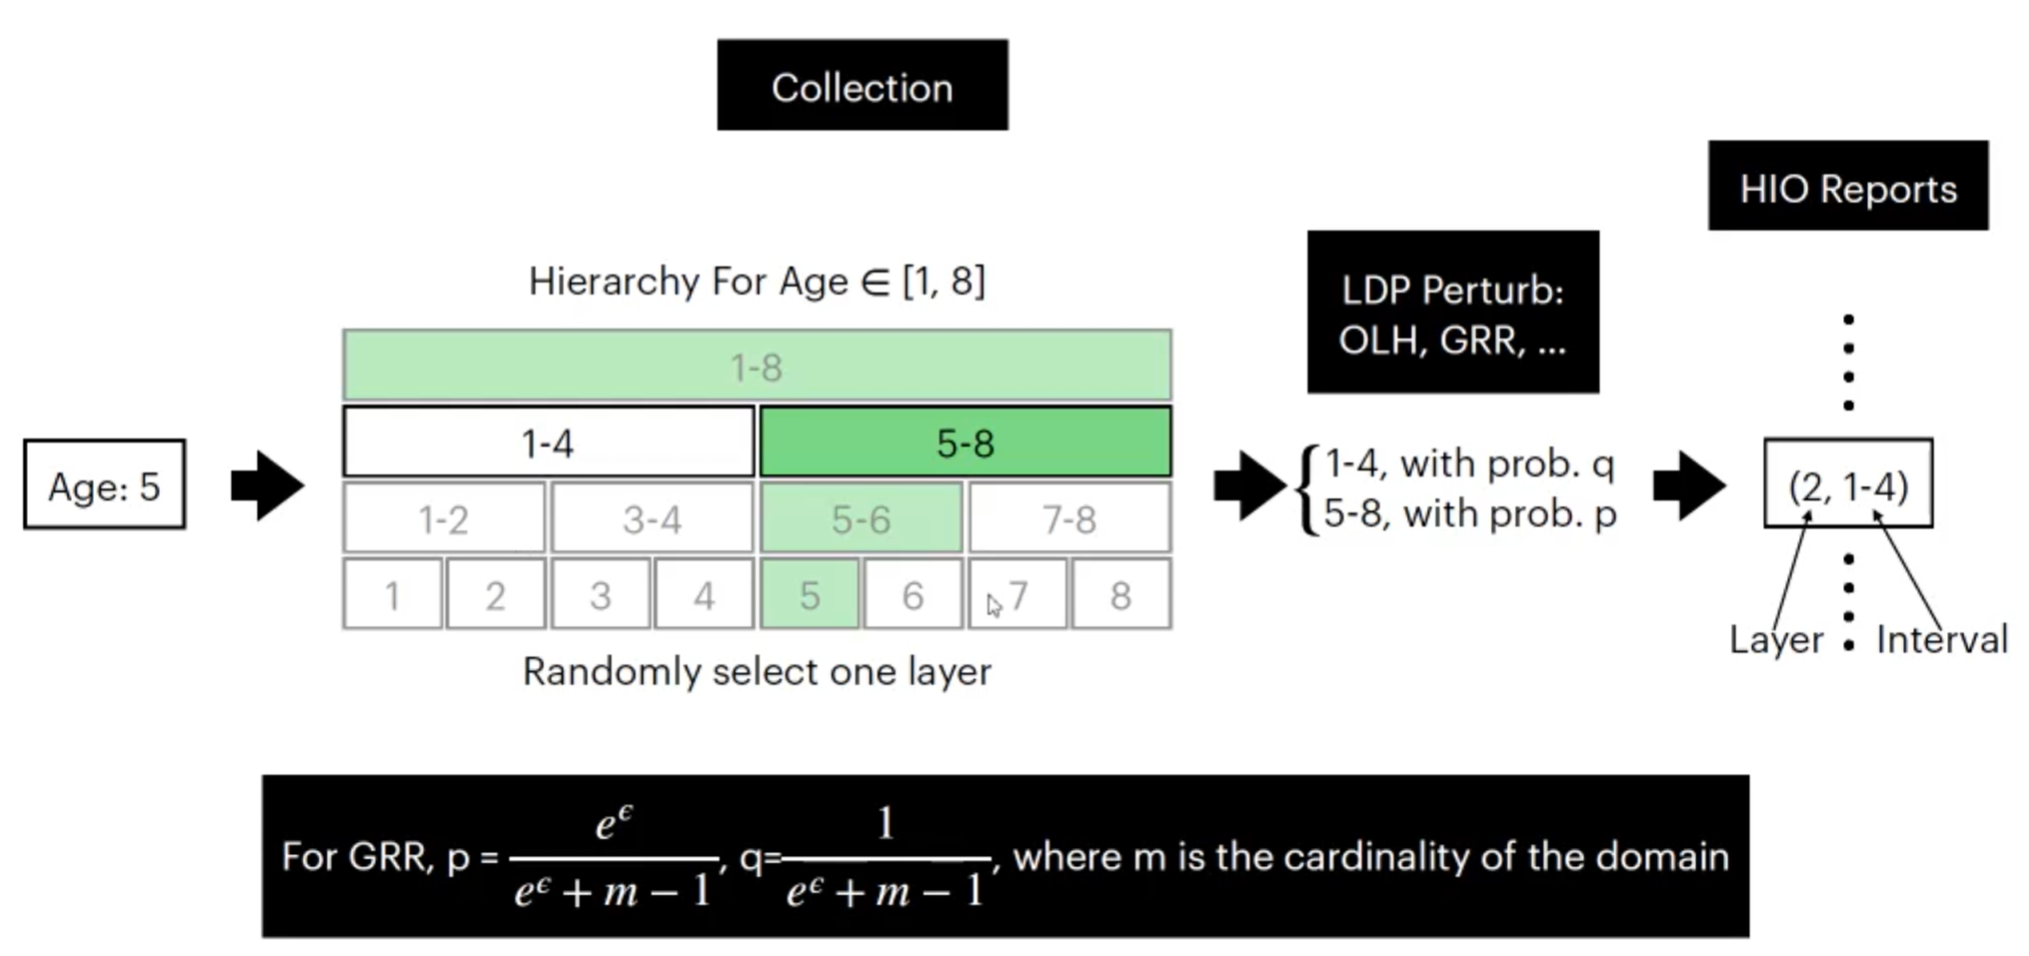 Collection
HIO Reports
Hierarchy For Age ∈ [1, 8]
LDP Perturb:
OLH, GRR, ...
1-8
1-4 5-8
1-2 3-4 5-6 7-8
1 2 3 4 5 6 7 8
Randomly select one layer
Age: 5
1-4, with prob. q
5-8, with prob. p
(2, 1-4)
Layer Interval
For GRR, p = e^ϵ / (e^ϵ + m − 1), q= 1 / (e^ϵ + m − 1), where m is the cardinality of the domain